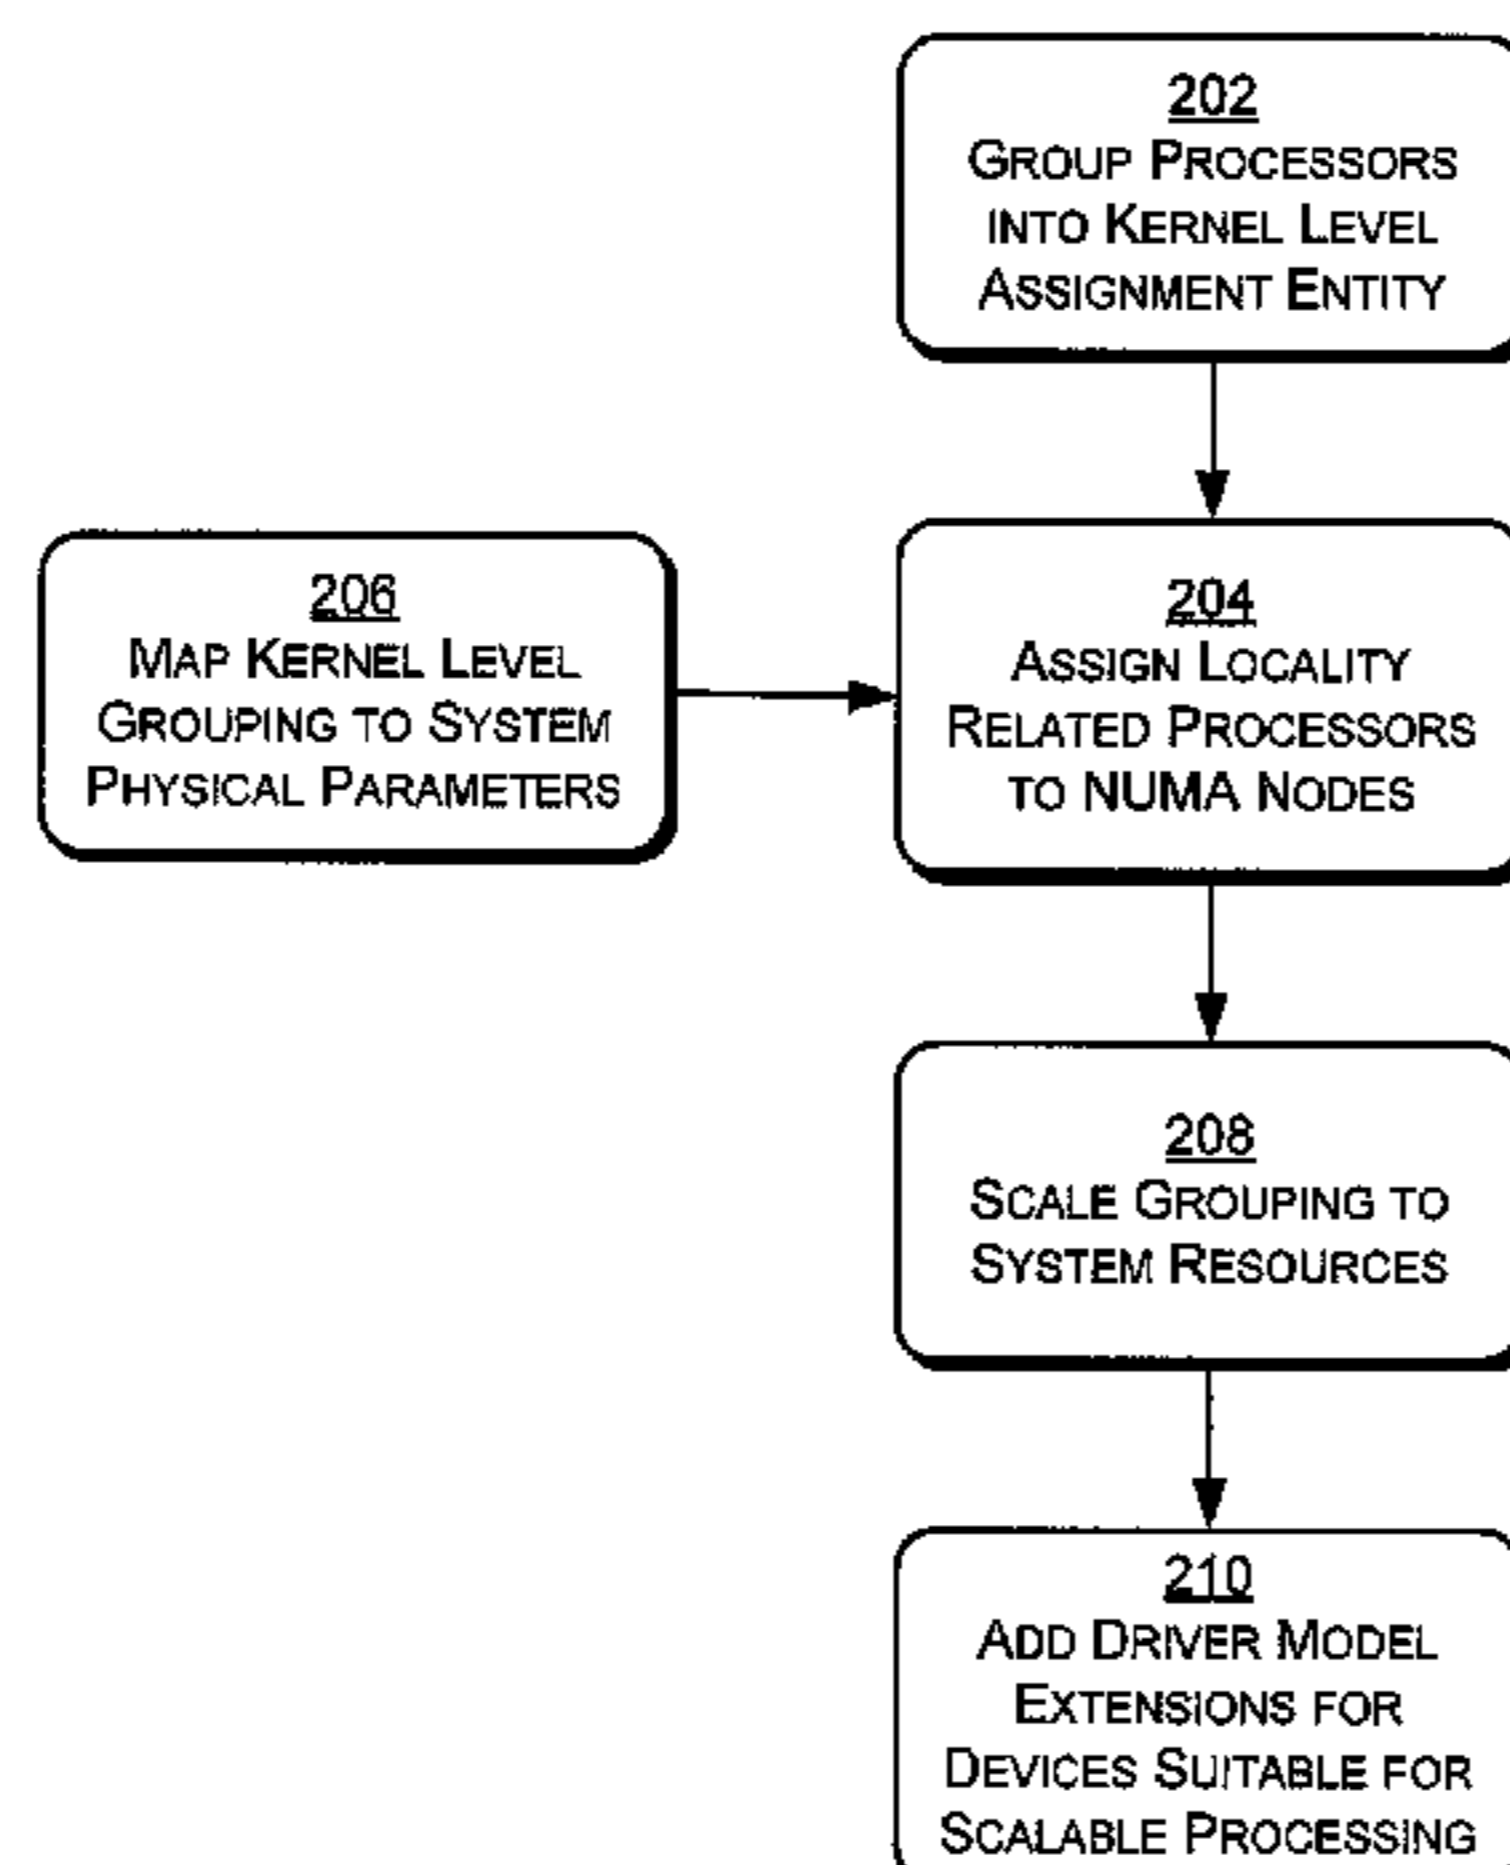 202
GROUP PROCESSORS
INTO KERNEL LEVEL
ASSIGNMENT ENTITY
206
MAP KERNEL LEVEL
GROUPING TO SYSTEM
PHYSICAL PARAMETERS
204
ASSIGN LOCALITY
RELATED PROCESSORS
TO NUMA NODES
208
SCALE GROUPING TO
SYSTEM RESOURCES
210
ADD DRIVER MODEL
EXTENSIONS FOR
DEVICES SUITABLE FOR
SCALABLE PROCESSING